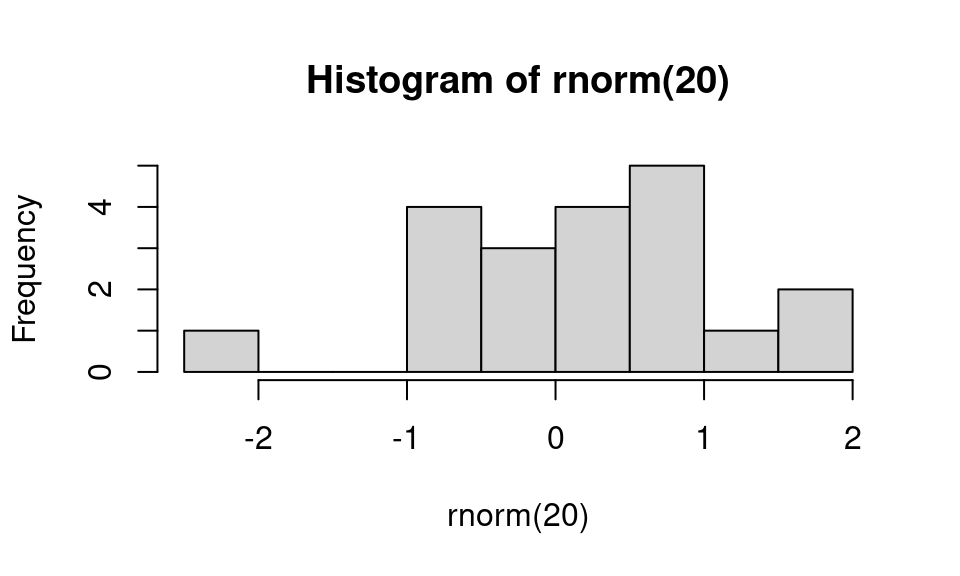 Histogram of rnorm(20)
Frequency
4
2
0
-2 -1 0 1 2
rnorm(20)